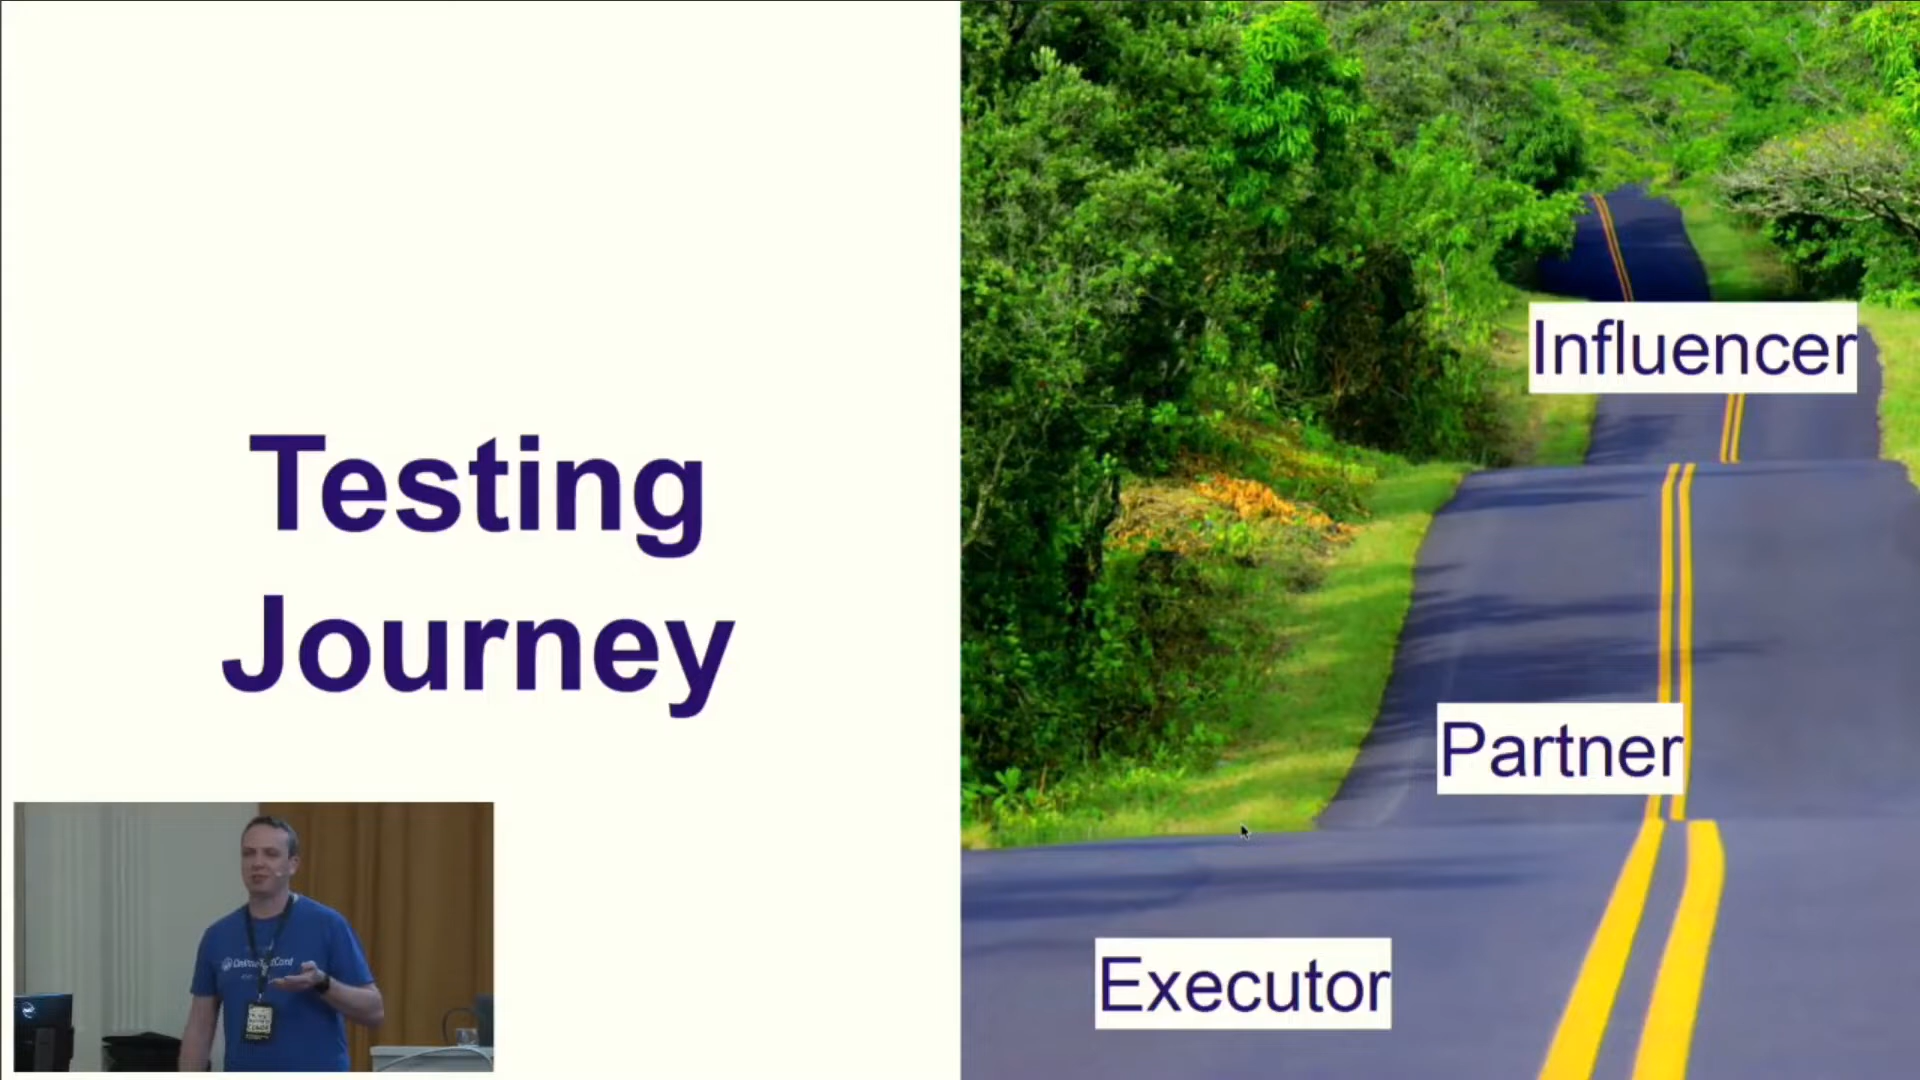 Testing
Journey
Influencer
Partner
Executor